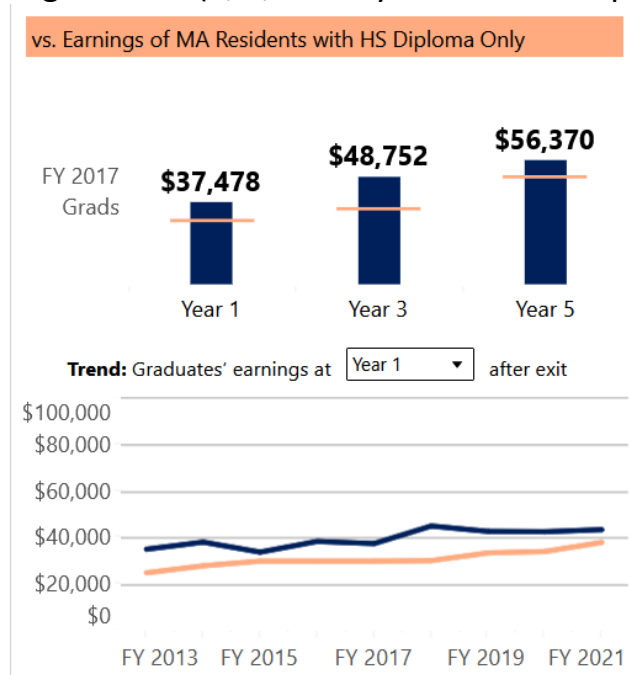 vs. Earnings of MA Residents with HS Diploma Only
$56,370
$48,752
FY 2017
$37,478
Grads
Year 1 Year 3 Year 5
Trend: Graduates' earnings at Year 1 after exit
$100,000
$80,000
$60,000
$40,000
$20,000
$0
FY 2013 FY 2015 FY 2017 FY 2019 FY 2021